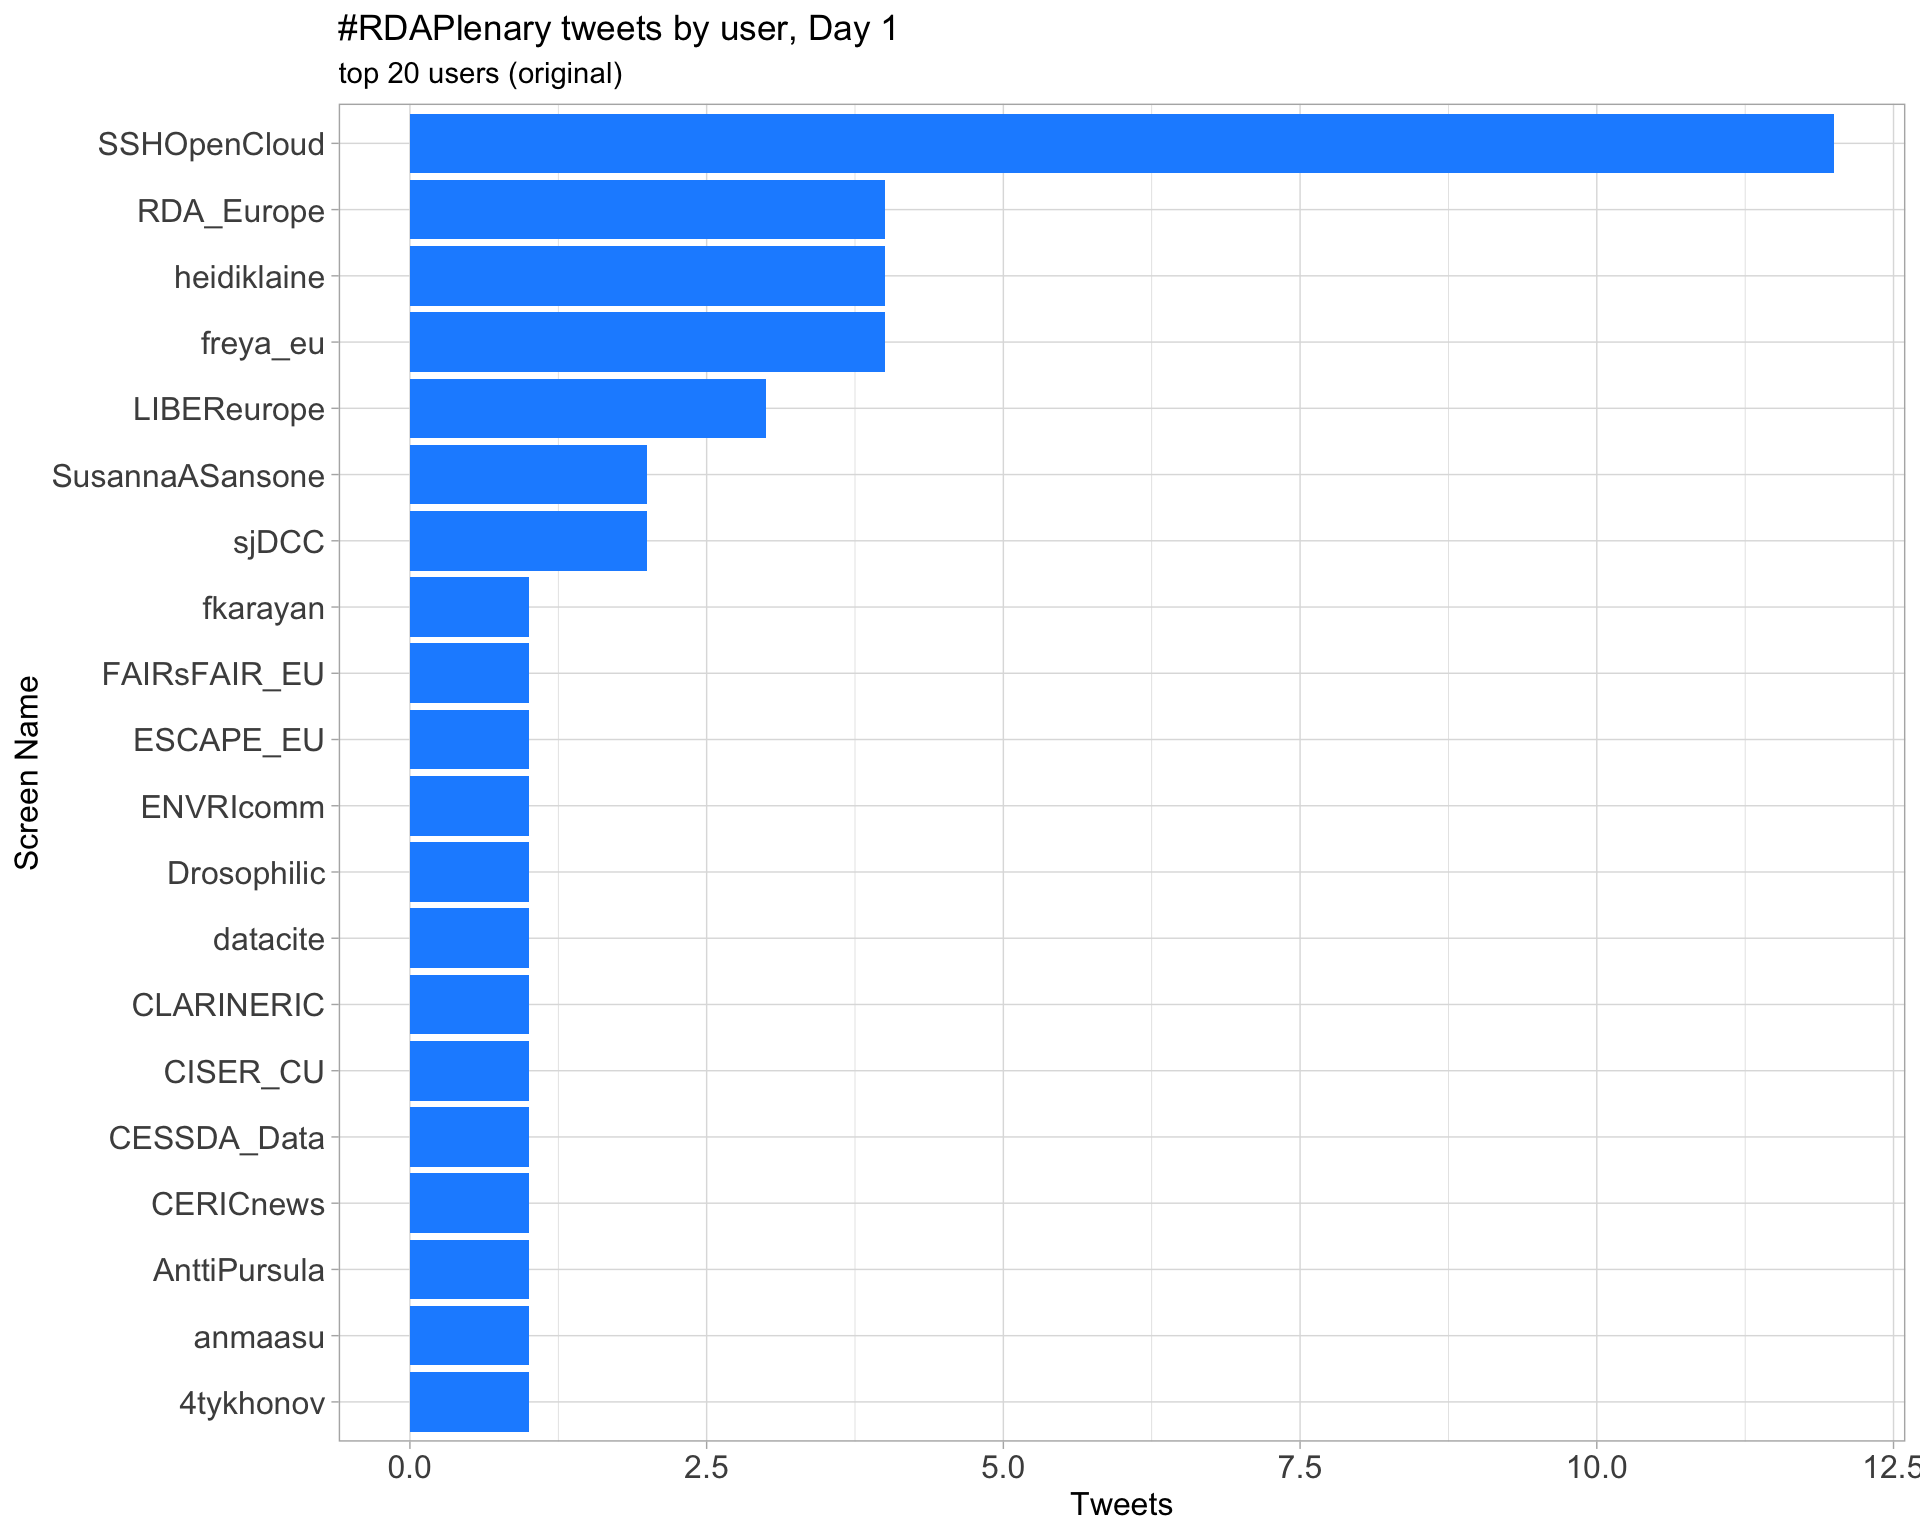 #RDAPlenary tweets by user, Day 1
top 20 users (original)
SSHOpenCloud
RDA_Europe
heidiklaine
freya_eu
LIBEReurope
SusannaASansone
sjDCC
fkarayan
FAIRsFAIR_EU
ESCAPE_EU
ENVRIcomm
Drosophilic
datacite
CLARINERIC
CISER_CU
CESSDA_Data
CERICnews
AnttiPursula
anmaasu
4tykhonov
Screen Name
0.0 2.5 5.0 7.5 10.0 12.5
Tweets